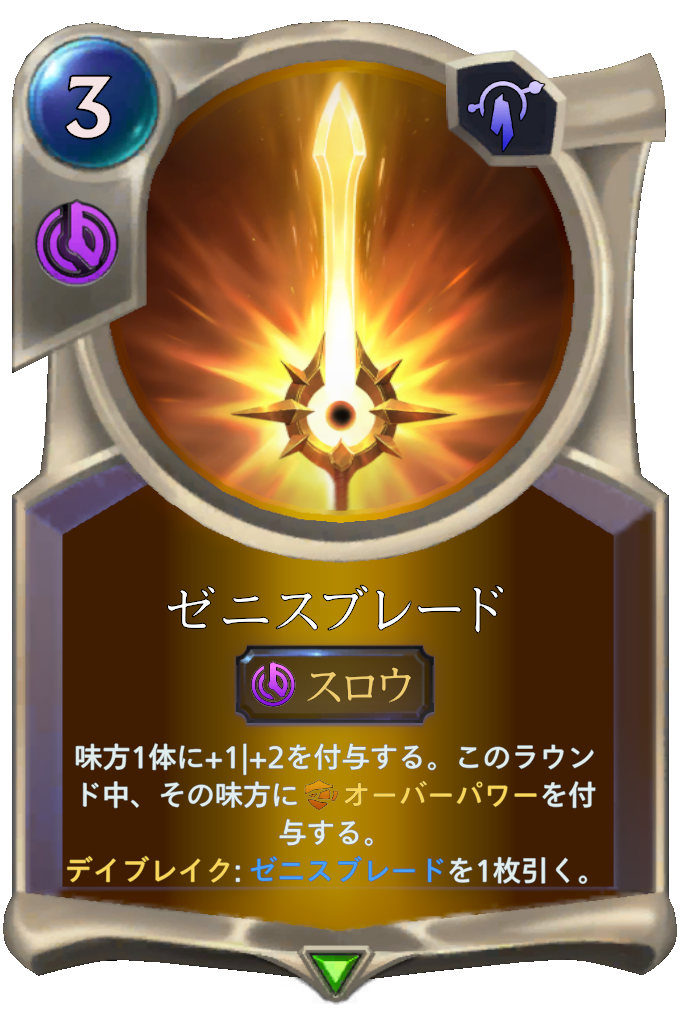 3
ゼニスブレード
スロウ
味方1体に+1|+2を付与する。このラウン
ド中、その味方にオーバーパワーを付
与する。
デイブレイク: ゼニスブレードを1枚引く。